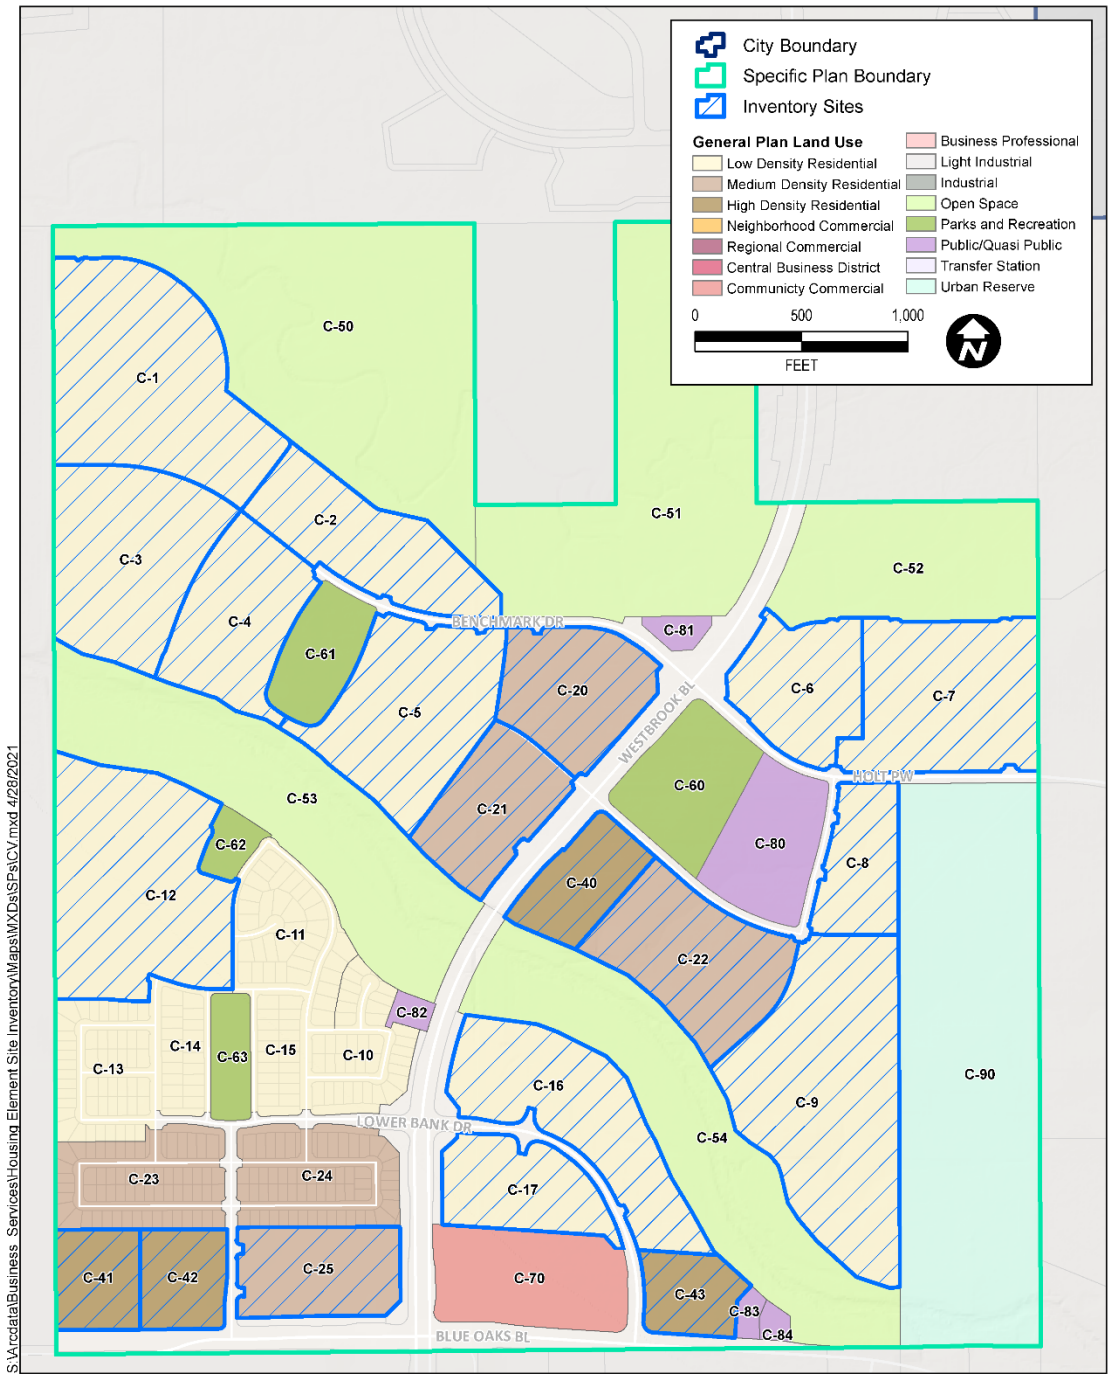 City Boundary
Specific Plan Boundary
Inventory Sites
General Plan Land Use
Low Density Residential
Medium Density Residential
High Density Residential
Neighborhood Commercial
Regional Commercial
Central Business District
Communicty Commercial
Business Professional
Light Industrial
Industrial
Open Space
Parks and Recreation
Public/Quasi Public
Transfer Station
Urban Reserve
0 500 1,000
FEET
N
C-50
C-1
C-51
C-2
C-3
C-52
C-4
BENCHMARK DR
C-81
C-61
C-20
C-6
C-7
C-5
WESTBROOK BL
HOLT PW
C-60
C-53
C-21
C-62
C-80
C-8
C-40
C-12
C-11
C-22
C-82
C-14
C-63
C-15
C-10
C-13
C-90
C-16
C-9
LOWER BANK DR
C-54
C-23
C-24
C-17
C-41
C-42
C-25
C-70
C-43
C-83
C-84
BLUE OAKS BL
S:\Arcdata\Business Services\Housing Element Site Inventory\Maps\MXDs\SPs\CV.mxd 4/28/2021